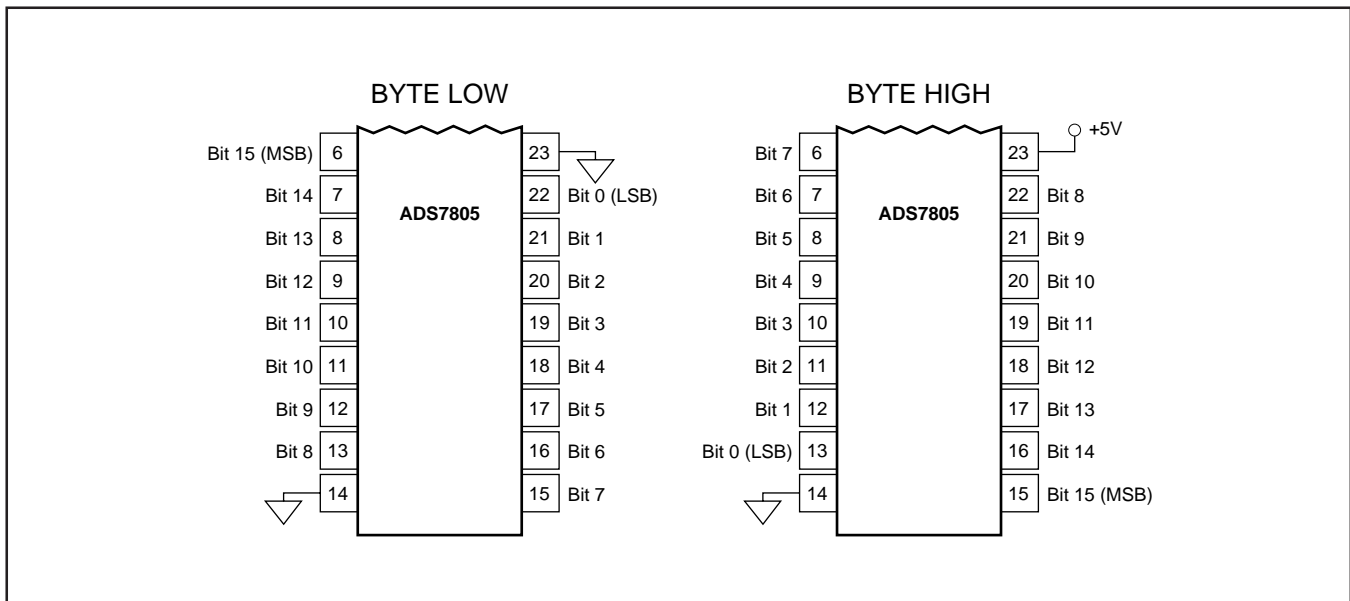 BYTE LOW
Bit 15 (MSB) 6 23
Bit 14 7 ADS7805 22 Bit 0 (LSB)
Bit 13 8 21 Bit 1
Bit 12 9 20 Bit 2
Bit 11 10 19 Bit 3
Bit 10 11 18 Bit 4
Bit 9 12 17 Bit 5
Bit 8 13 16 Bit 6
14 15 Bit 7
BYTE HIGH
Bit 7 6 23 +5V
Bit 6 7 ADS7805 22 Bit 8
Bit 5 8 21 Bit 9
Bit 4 9 20 Bit 10
Bit 3 10 19 Bit 11
Bit 2 11 18 Bit 12
Bit 1 12 17 Bit 13
Bit 0 (LSB) 13 16 Bit 14
14 15 Bit 15 (MSB)